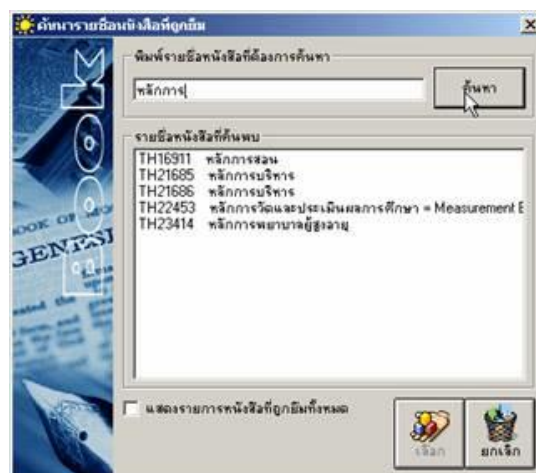 ค้นหารายชื่อหนังสือที่ถูกยืม
พิมพ์รายชื่อหนังสือที่ต้องการค้นหา
หลักการ
ค้นหา
รายชื่อหนังสือที่ค้นพบ
TH16911 หลักการสอน
TH21685 หลักการบริหาร
TH21686 หลักการบริหาร
TH22453 หลักการวัดและประเมินผลการศึกษา = Measurement E
TH23414 หลักการพยาบาลผู้สูงอายุ
แสดงรายการหนังสือที่ถูกยืมทั้งหมด
เลือก
ยกเลิก
BOOK
BOOK OF
GENESI